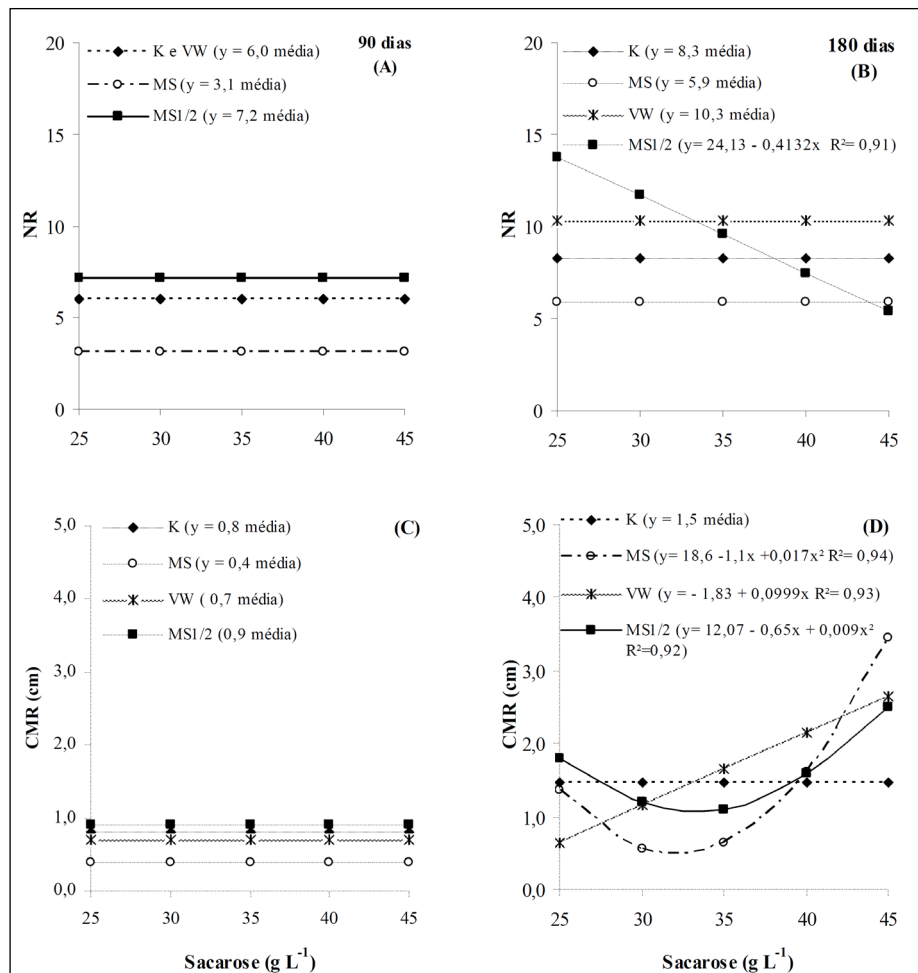 90 dias
(A)
K e VW (y = 6,0 média)
MS (y = 3,1 média)
MS1/2 (y = 7,2 média)
20
15
10
5
0
NR
25 30 35 40 45
180 dias
(B)
K (y = 8,3 média)
MS (y = 5,9 média)
VW (y = 10,3 média)
MS1/2 (y= 24,13 - 0,4132x R²= 0,91)
20
15
10
5
0
NR
25 30 35 40 45
(C)
K (y = 0,8 média)
MS (y = 0,4 média)
VW ( 0,7 média)
MS1/2 (0,9 média)
5,0
4,0
3,0
2,0
1,0
0,0
CMR (cm)
25 30 35 40 45
Sacarose (g L⁻¹)
(D)
K (y = 1,5 média)
MS (y= 18,6 -1,1x +0,017x² R²= 0,94)
VW (y = - 1,83 + 0,0999x R²= 0,93)
MS1/2 (y= 12,07 - 0,65x + 0,009x²
R²=0,92)
5,0
4,0
3,0
2,0
1,0
0,0
CMR (cm)
25 30 35 40 45
Sacarose (g L⁻¹)